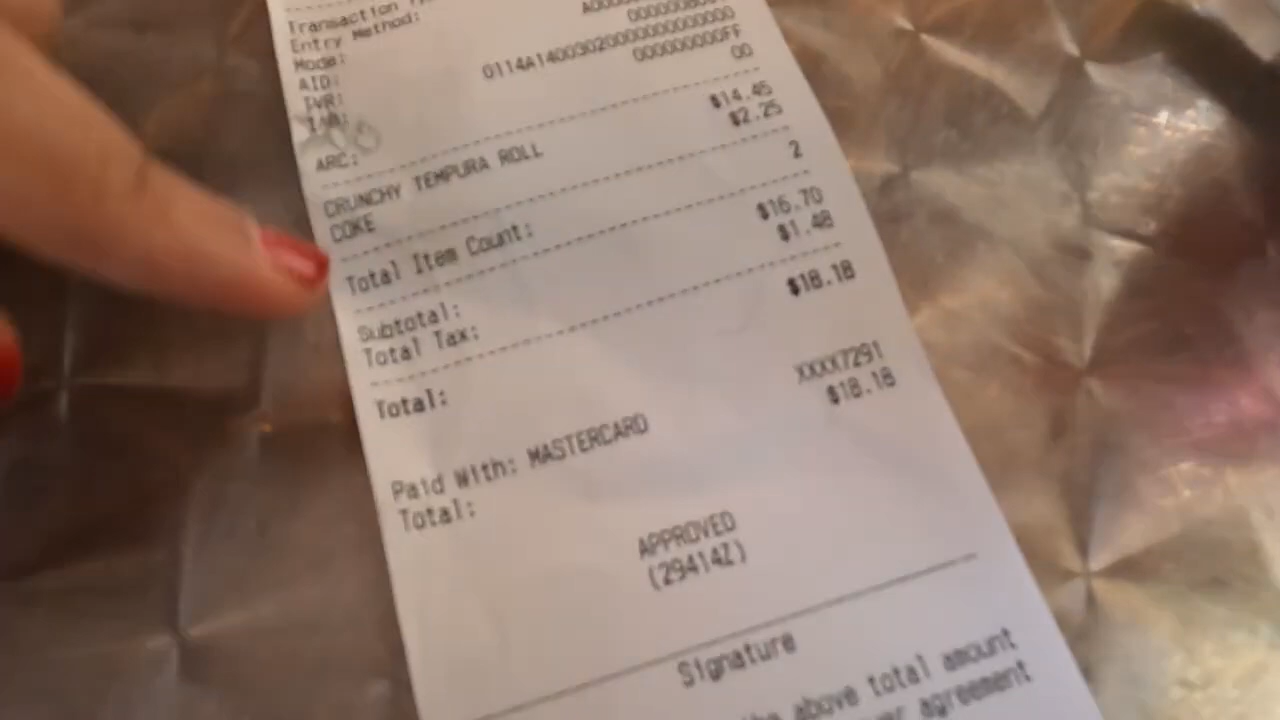 Transaction
Entry Method:
Mode:
AID:
TVR: 0114A14003020000000000000
IAD: 000000000FF
00
ARC:
CRUNCHY TEMPURA ROLL $14.45
COKE $2.25
Total Item Count: 2
Subtotal: $16.70
Total Tax: $1.48
Total: $18.18
XXXX7291
Paid With: MASTERCARD $18.18
Total:
APPROVED
(29414Z)
Signature
the above total amount
agreement